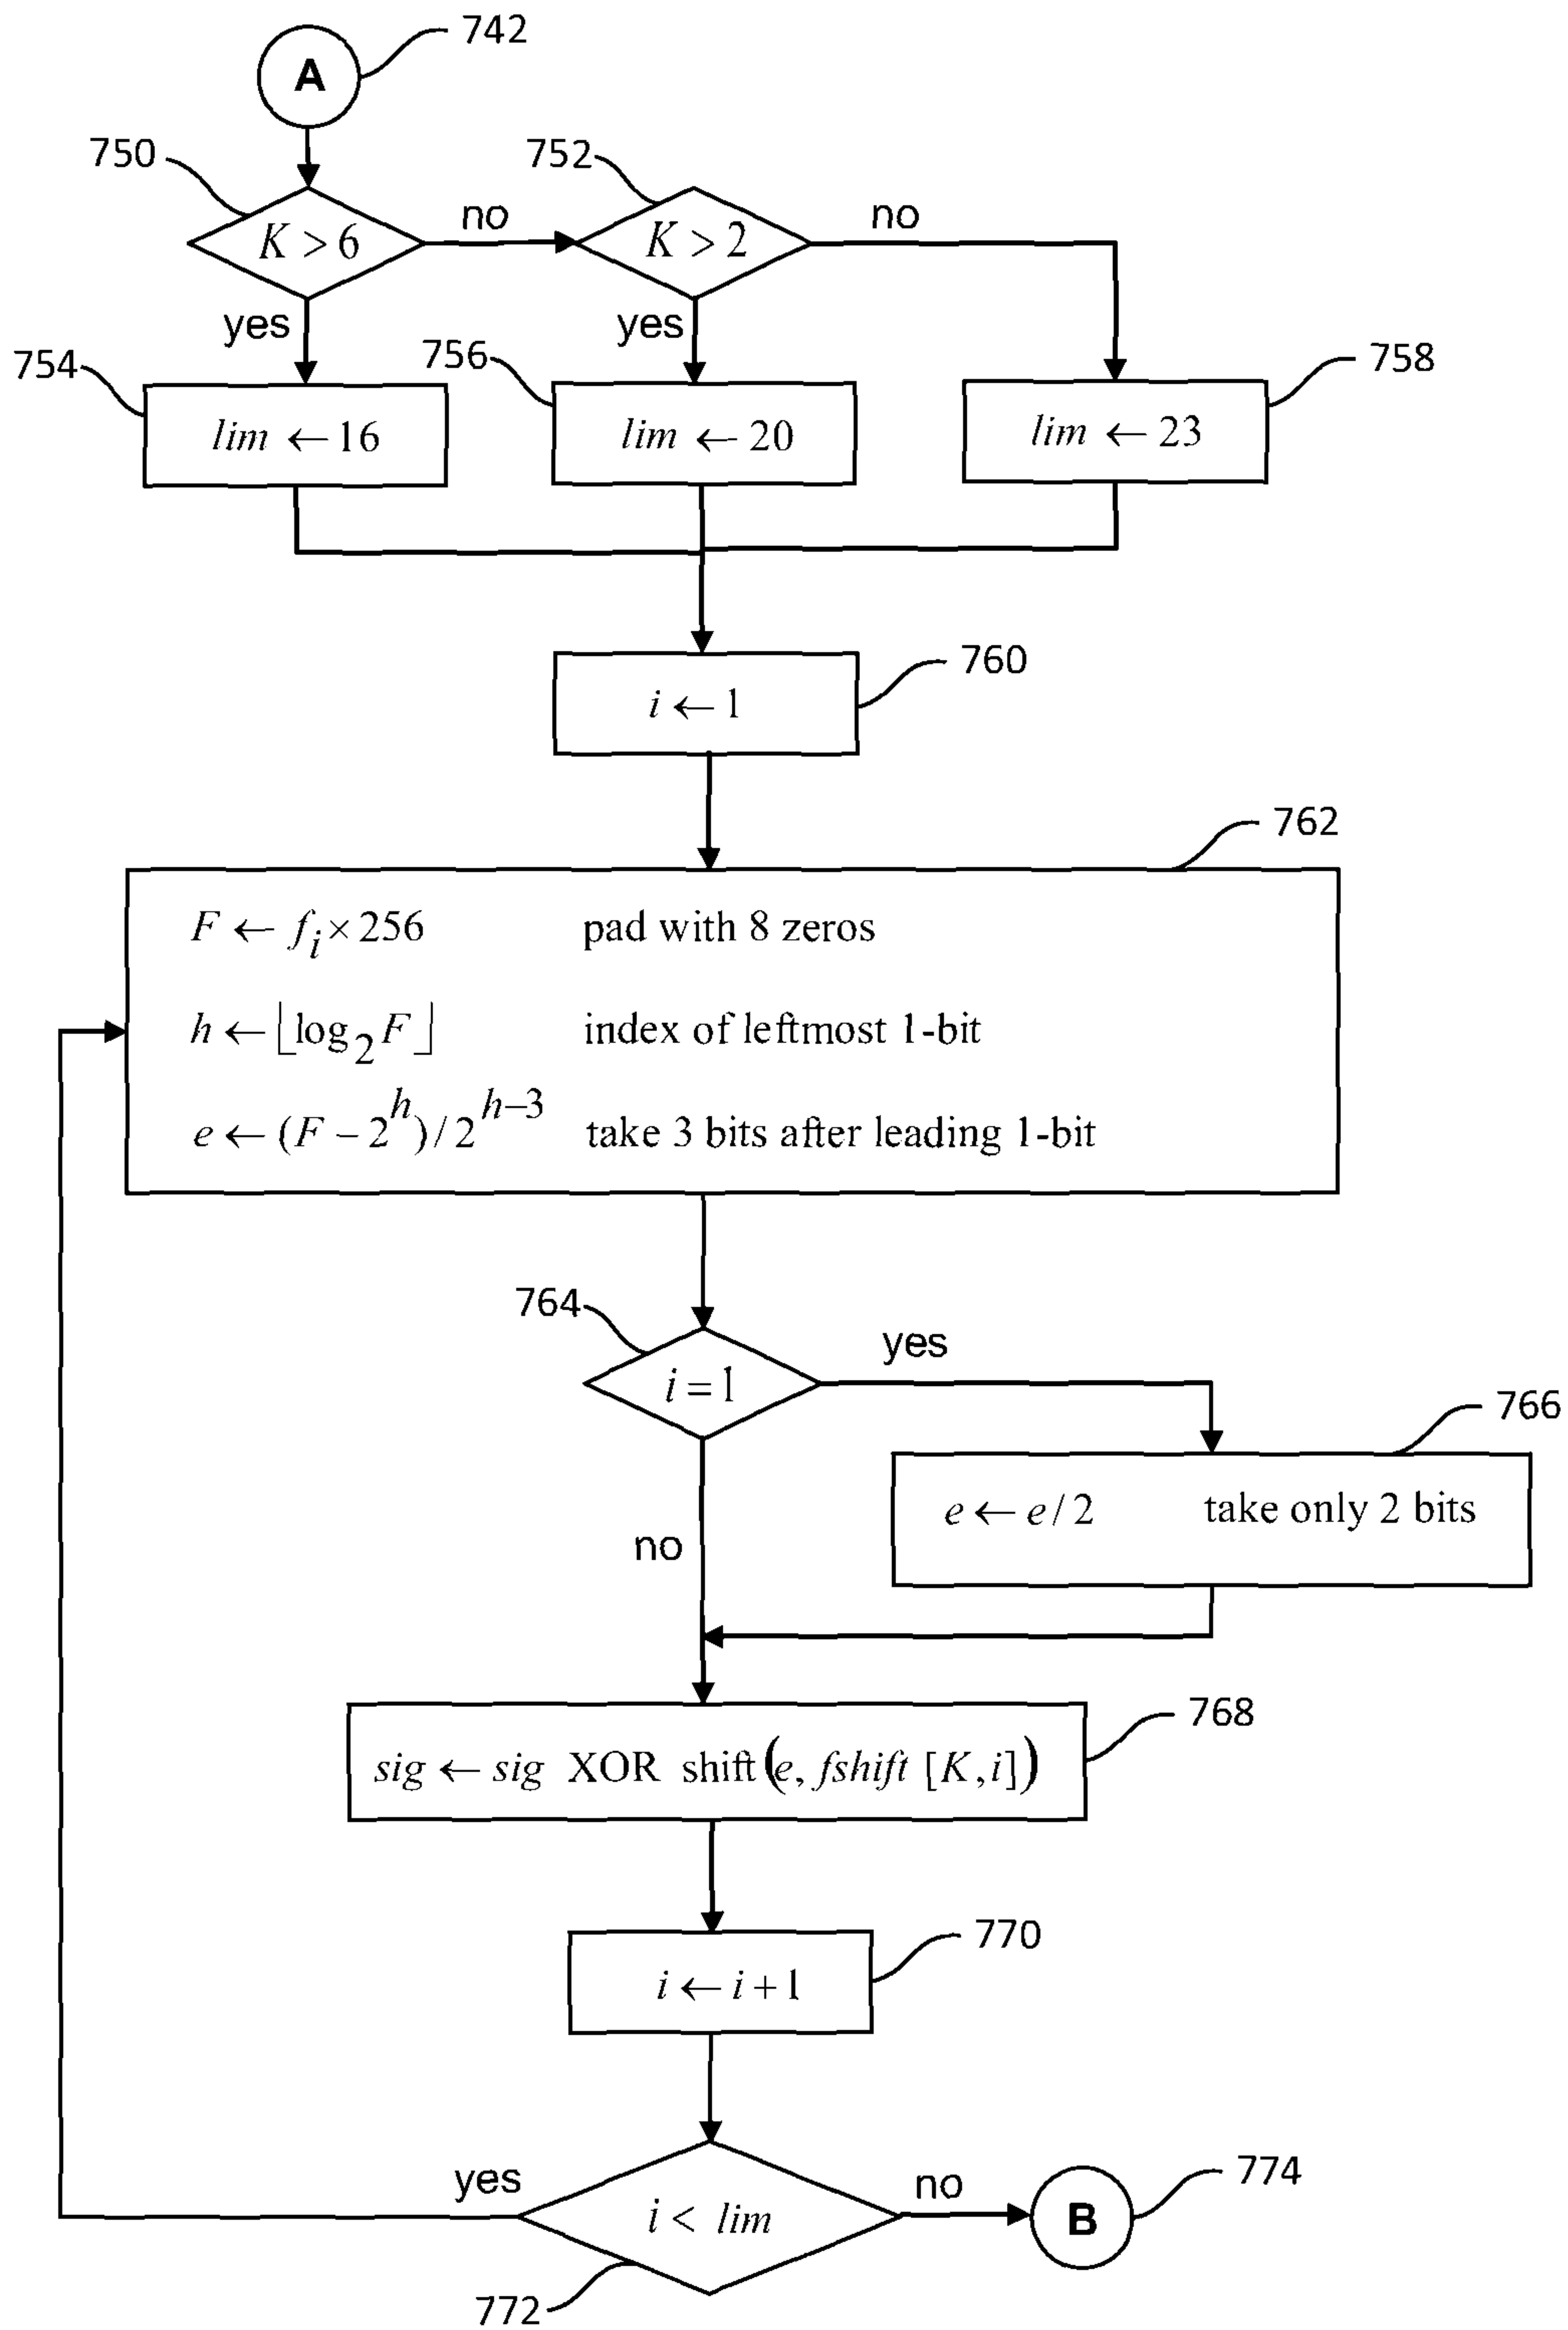 742
A
750
752
K > 6
no
K > 2
no
yes
yes
754
756
758
lim ← 16
lim ← 20
lim ← 23
760
i ← 1
762
F ← f_i × 256 pad with 8 zeros
h ← ⌊log_2 F⌋ index of leftmost 1-bit
e ← (F − 2^h) / 2^{h−3} take 3 bits after leading 1-bit
764
i = 1
yes
766
e ← e / 2 take only 2 bits
no
768
sig ← sig XOR shift(e, fshift [K, i])
770
i ← i + 1
yes
i < lim
no
B
774
772